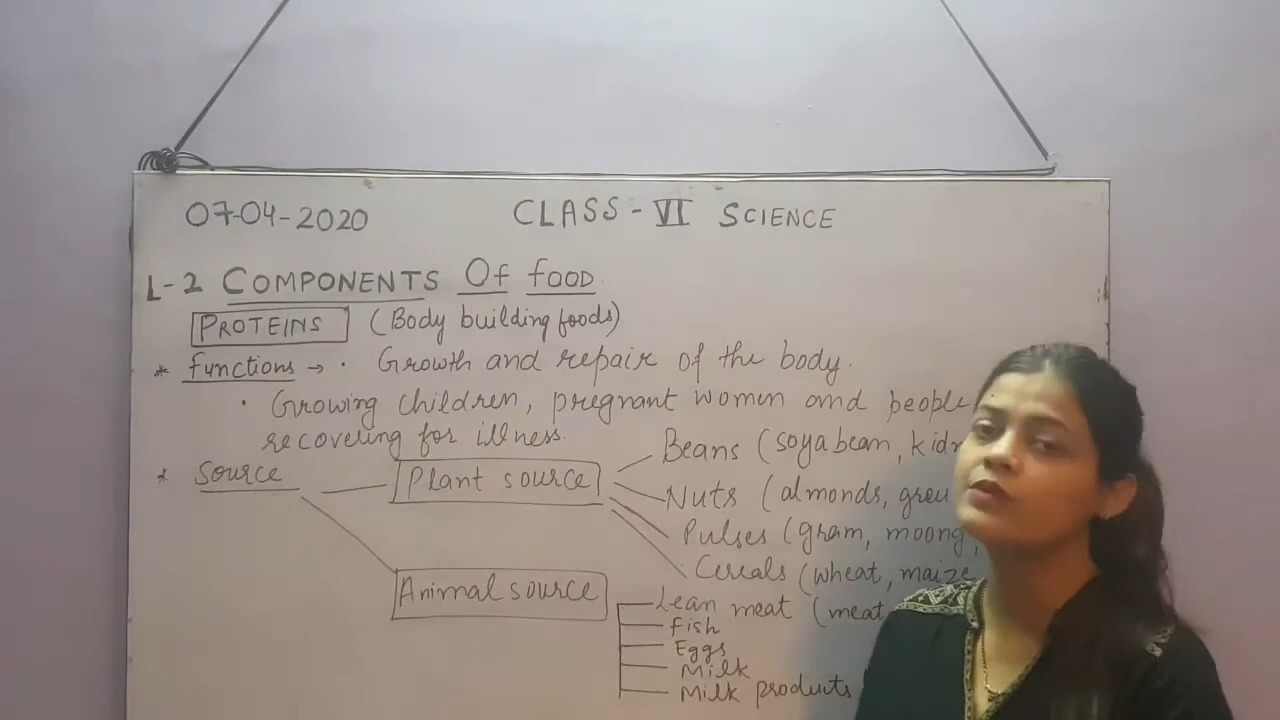 07-04-2020 CLASS - VI SCIENCE
L-2 COMPONENTS Of fOOD
PROTEINS (Body building foods)
* functions → • Growth and repair of the body.
• Growing children, pregnant women and people
recovering for illness.
* Source Plant source Beans (soyabean,
Nuts (almonds,
Pulses (gram, moong,
Cereals (wheat, maize
Animal source Lean meat (meat
Fish
Eggs
Milk
Milk products